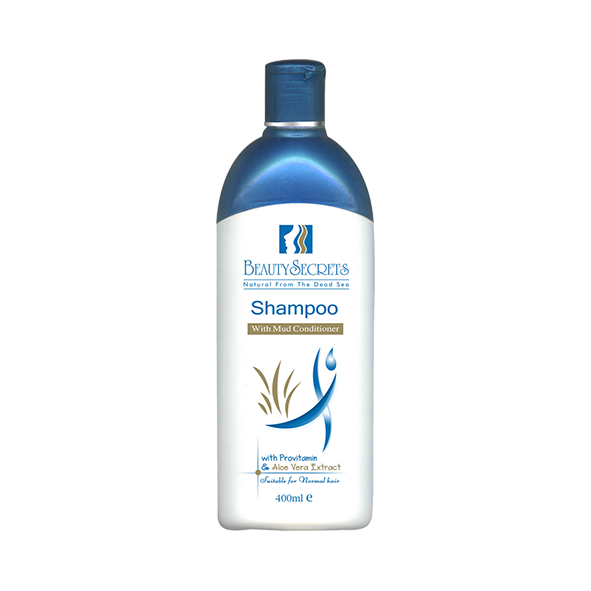 BEAUTYSECRETS
Natural From The Dead Sea
Shampoo
With Mud Conditioner
with Provitamin
& Aloe Vera Extract
Suitable for Normal hair
400ml e